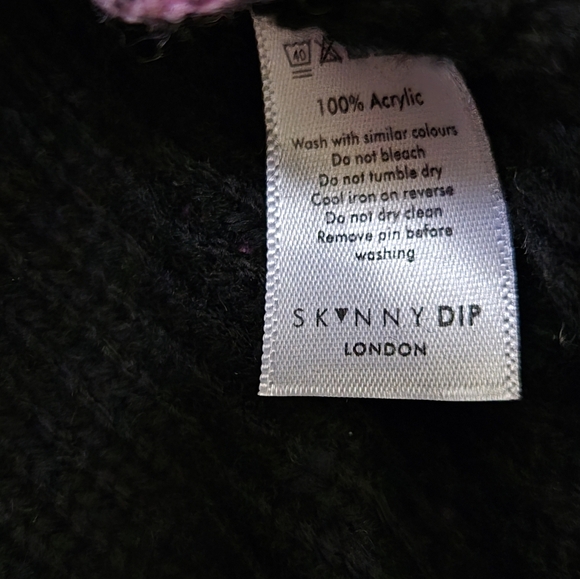 40
100% Acrylic
Wash with similar colours
Do not bleach
Do not tumble dry
Cool iron on reverse
Do not dry clean
Remove pin before
washing
SK♥NNY DIP
LONDON